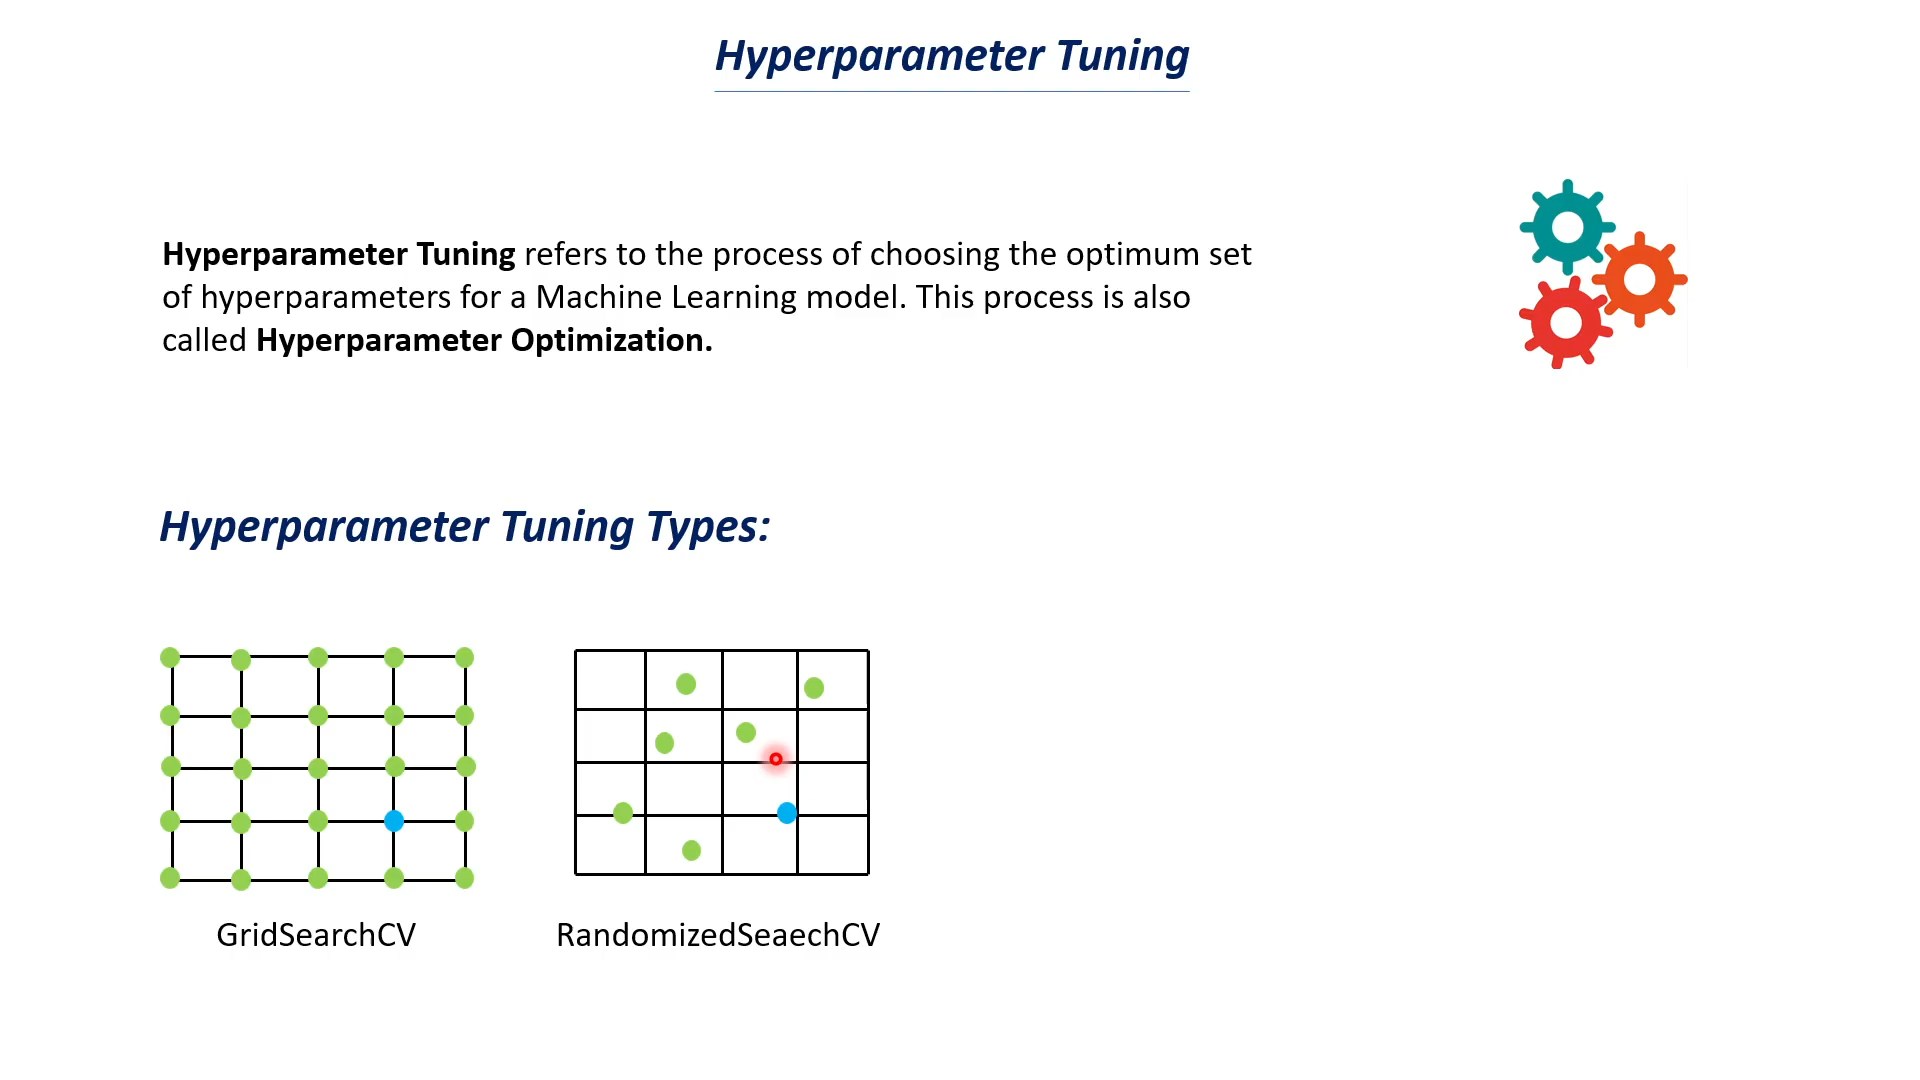 Hyperparameter Tuning
Hyperparameter Tuning refers to the process of choosing the optimum set
of hyperparameters for a Machine Learning model. This process is also
called Hyperparameter Optimization.
Hyperparameter Tuning Types:
GridSearchCV
RandomizedSeaechCV